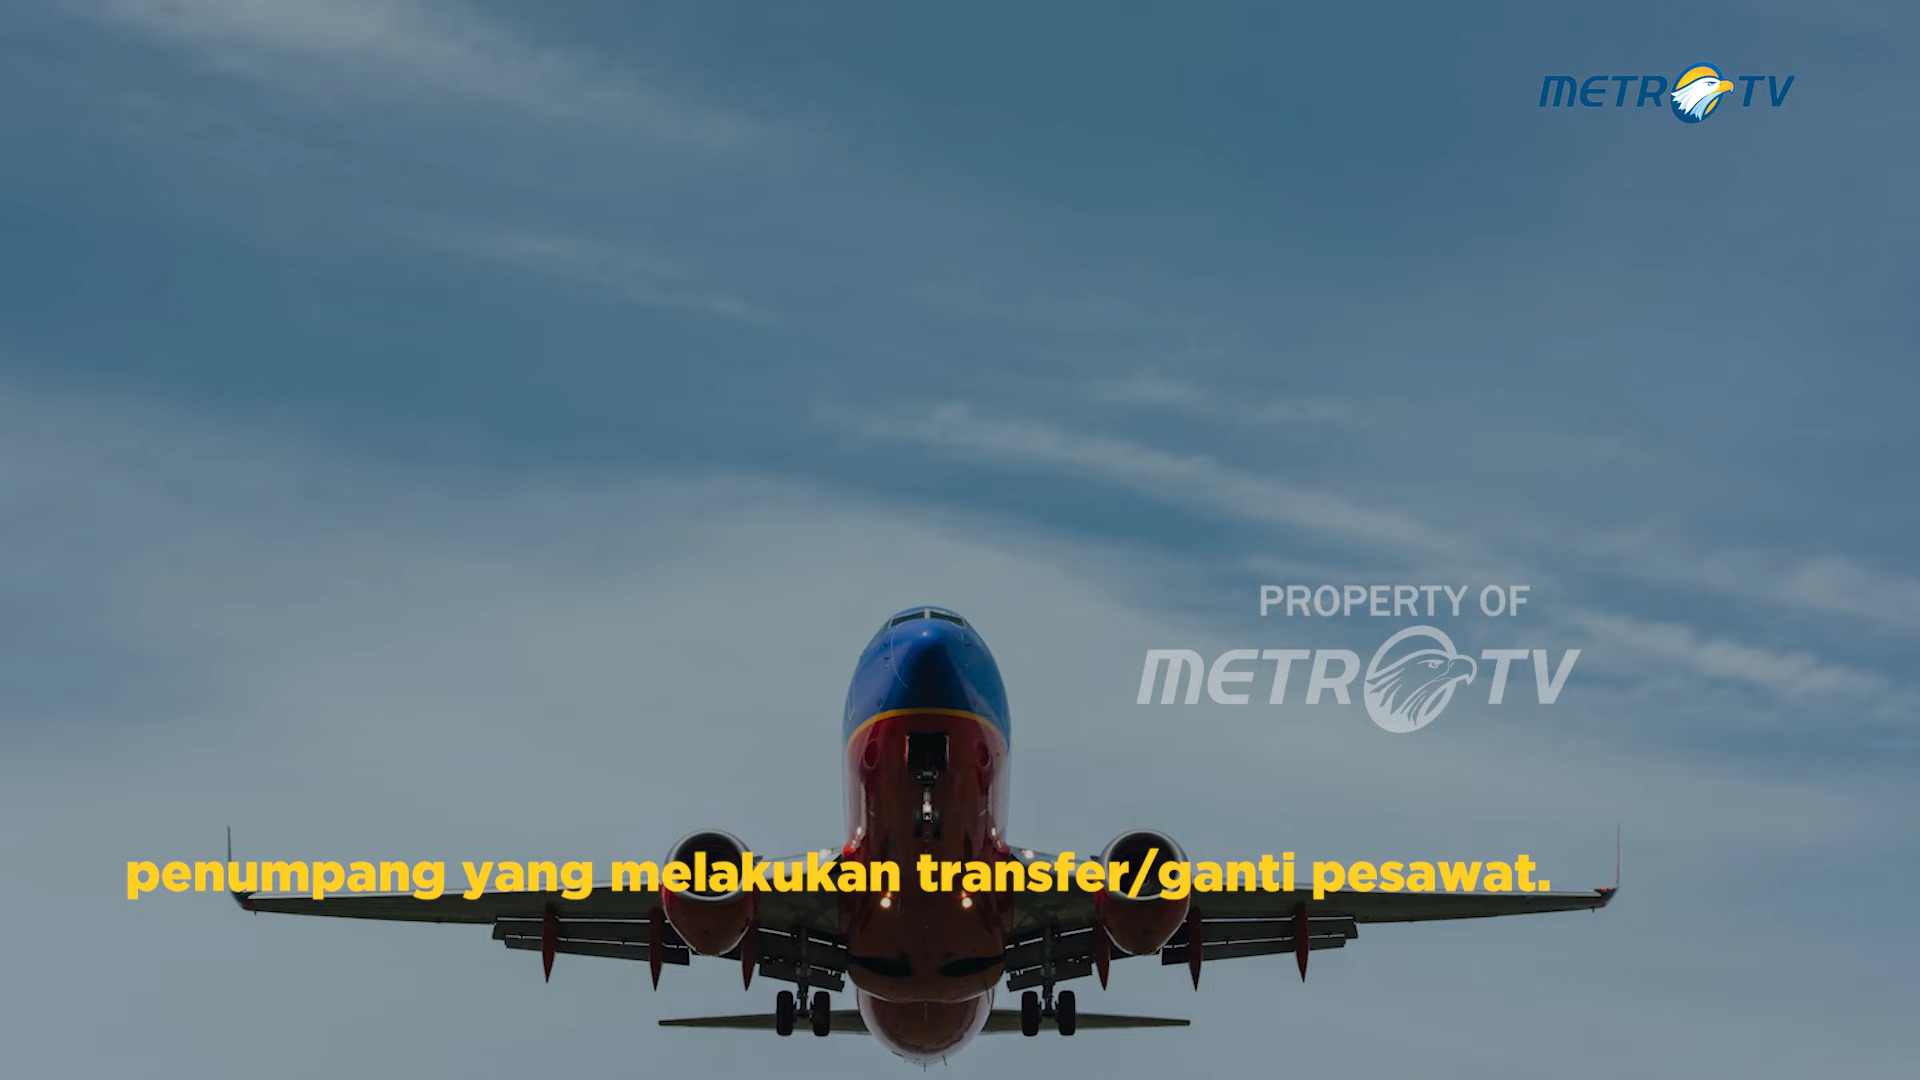 METRO TV
PROPERTY OF
METRO TV
penumpang yang melakukan transfer/ganti pesawat.